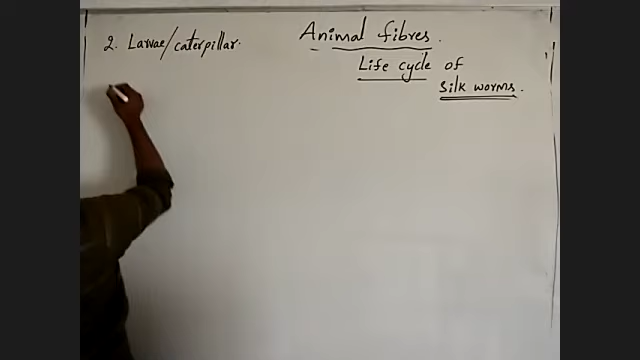 2. Larvae/caterpillar.
Animal fibres.
Life cycle of
Silk worms.